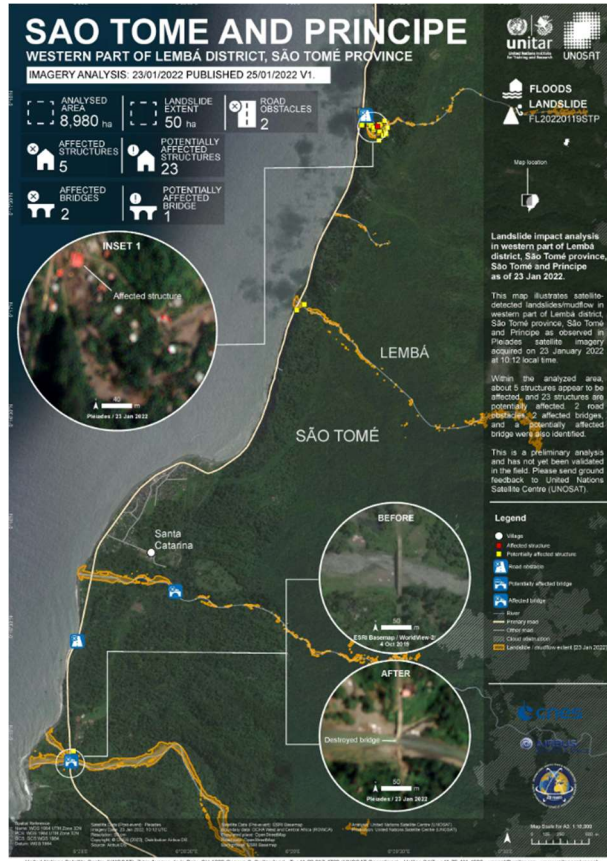 SAO TOME AND PRINCIPE
WESTERN PART OF LEMBÁ DISTRICT, SÃO TOMÉ PROVINCE
IMAGERY ANALYSIS: 23/01/2022 PUBLISHED 25/01/2022 V1.
unitar
UNOSAT
ANALYSED AREA
8,980 ha
LANDSLIDE EXTENT
50 ha
ROAD OBSTACLES
2
AFFECTED STRUCTURES
5
POTENTIALLY AFFECTED STRUCTURES
23
AFFECTED BRIDGES
2
POTENTIALLY AFFECTED BRIDGE
1
FLOODS
LANDSLIDE
FL20220119STP
Map location
INSET 1
Affected structure
40
m
Pléiades / 23 Jan 2022
LEMBÁ
SÃO TOMÉ
Santa
Catarina
BEFORE
50
m
ESRI Basemap / WorldView-2/
4 Oct 2019
AFTER
Destroyed bridge
50
m
Pleiades / 23 Jan 2022
Landslide impact analysis
in western part of Lembá
district, São Tomé province,
São Tomé and Principe
as of 23 Jan 2022.
This map illustrates satellite-
detected landslides/mudflow in
western part of Lembá district,
São Tomé province, São Tomé
and Príncipe as observed in
Pleiades satellite imagery
acquired on 23 January 2022
at 10:12 local time.
Within the analyzed area,
about 5 structures appear to be
affected, and 23 structures are
potentially affected. 2 road
obstacles, 2 affected bridges,
and a potentially affected
bridge were also identified.
This is a preliminary analysis
and has not yet been validated
in the field. Please send ground
feedback to United Nations
Satellite Centre (UNOSAT).
Legend
Village
Affected structure
Potentially affected structure
Road obstacle
Potentially affected bridge
Affected bridge
River
Primary road
Other road
Cloud obstruction
Landslide / mudflow extent (23 Jan 2022)